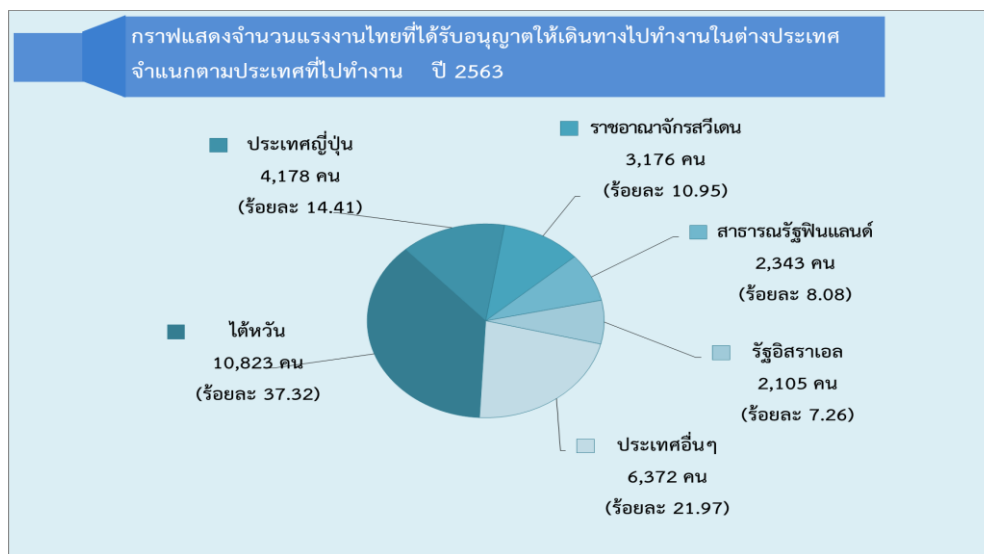 กราฟแสดงจำนวนแรงงานไทยที่ได้รับอนุญาตให้เดินทางไปทำงานในต่างประเทศ
จำแนกตามประเทศที่ไปทำงาน ปี 2563
ประเทศญี่ปุ่น
4,178 คน
(ร้อยละ 14.41)
ราชอาณาจักรสวีเดน
3,176 คน
(ร้อยละ 10.95)
สาธารณรัฐฟินแลนด์
2,343 คน
(ร้อยละ 8.08)
ไต้หวัน
10,823 คน
(ร้อยละ 37.32)
รัฐอิสราเอล
2,105 คน
(ร้อยละ 7.26)
ประเทศอื่นๆ
6,372 คน
(ร้อยละ 21.97)